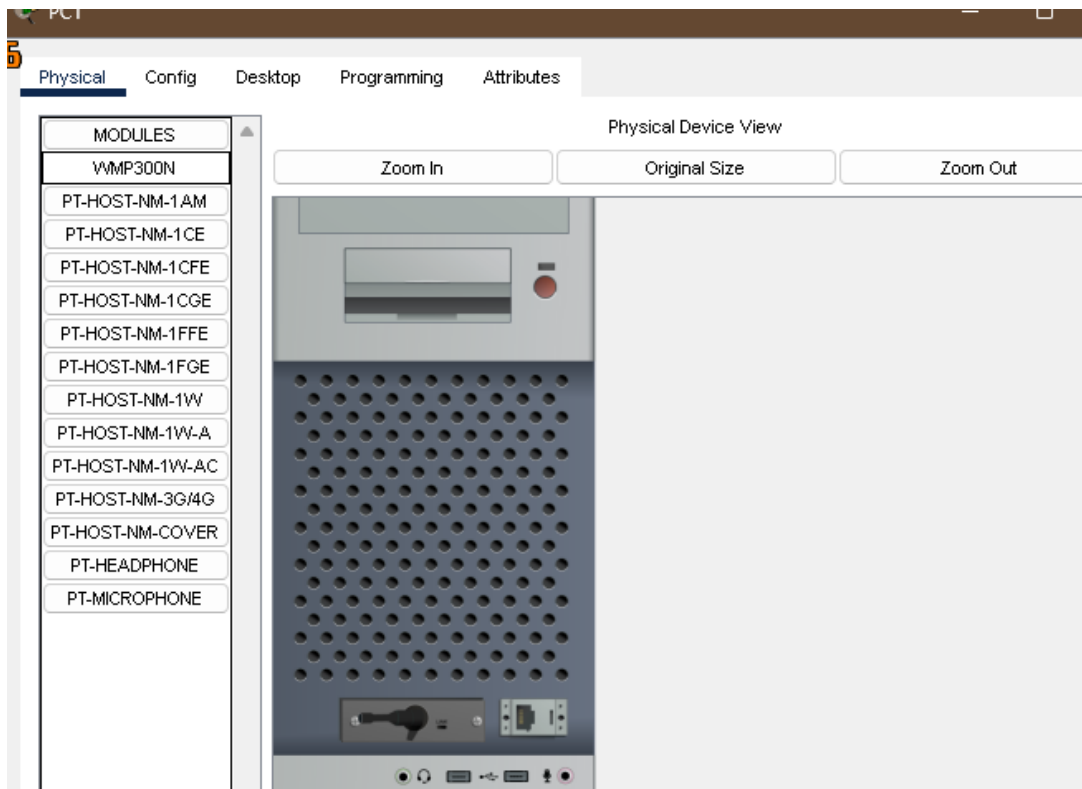 PCT
Physical Config Desktop Programming Attributes
MODULES
WMP300N
PT-HOST-NM-1AM
PT-HOST-NM-1CE
PT-HOST-NM-1CFE
PT-HOST-NM-1CGE
PT-HOST-NM-1FFE
PT-HOST-NM-1FGE
PT-HOST-NM-1W
PT-HOST-NM-1W-A
PT-HOST-NM-1W-AC
PT-HOST-NM-3G/4G
PT-HOST-NM-COVER
PT-HEADPHONE
PT-MICROPHONE
Physical Device View
Zoom In Original Size Zoom Out